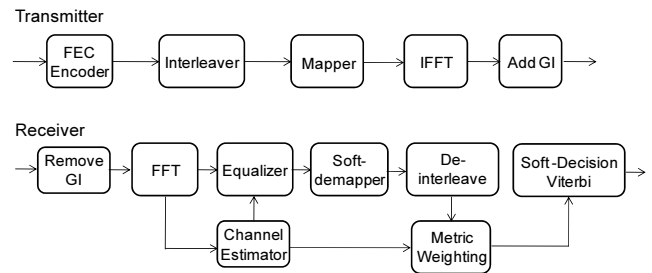 Transmitter
FEC
Encoder
Interleaver
Mapper
IFFT
Add GI
Receiver
Remove
GI
FFT
Equalizer
Soft-
demapper
De-
interleave
Soft-Decision
Viterbi
Channel
Estimator
Metric
Weighting